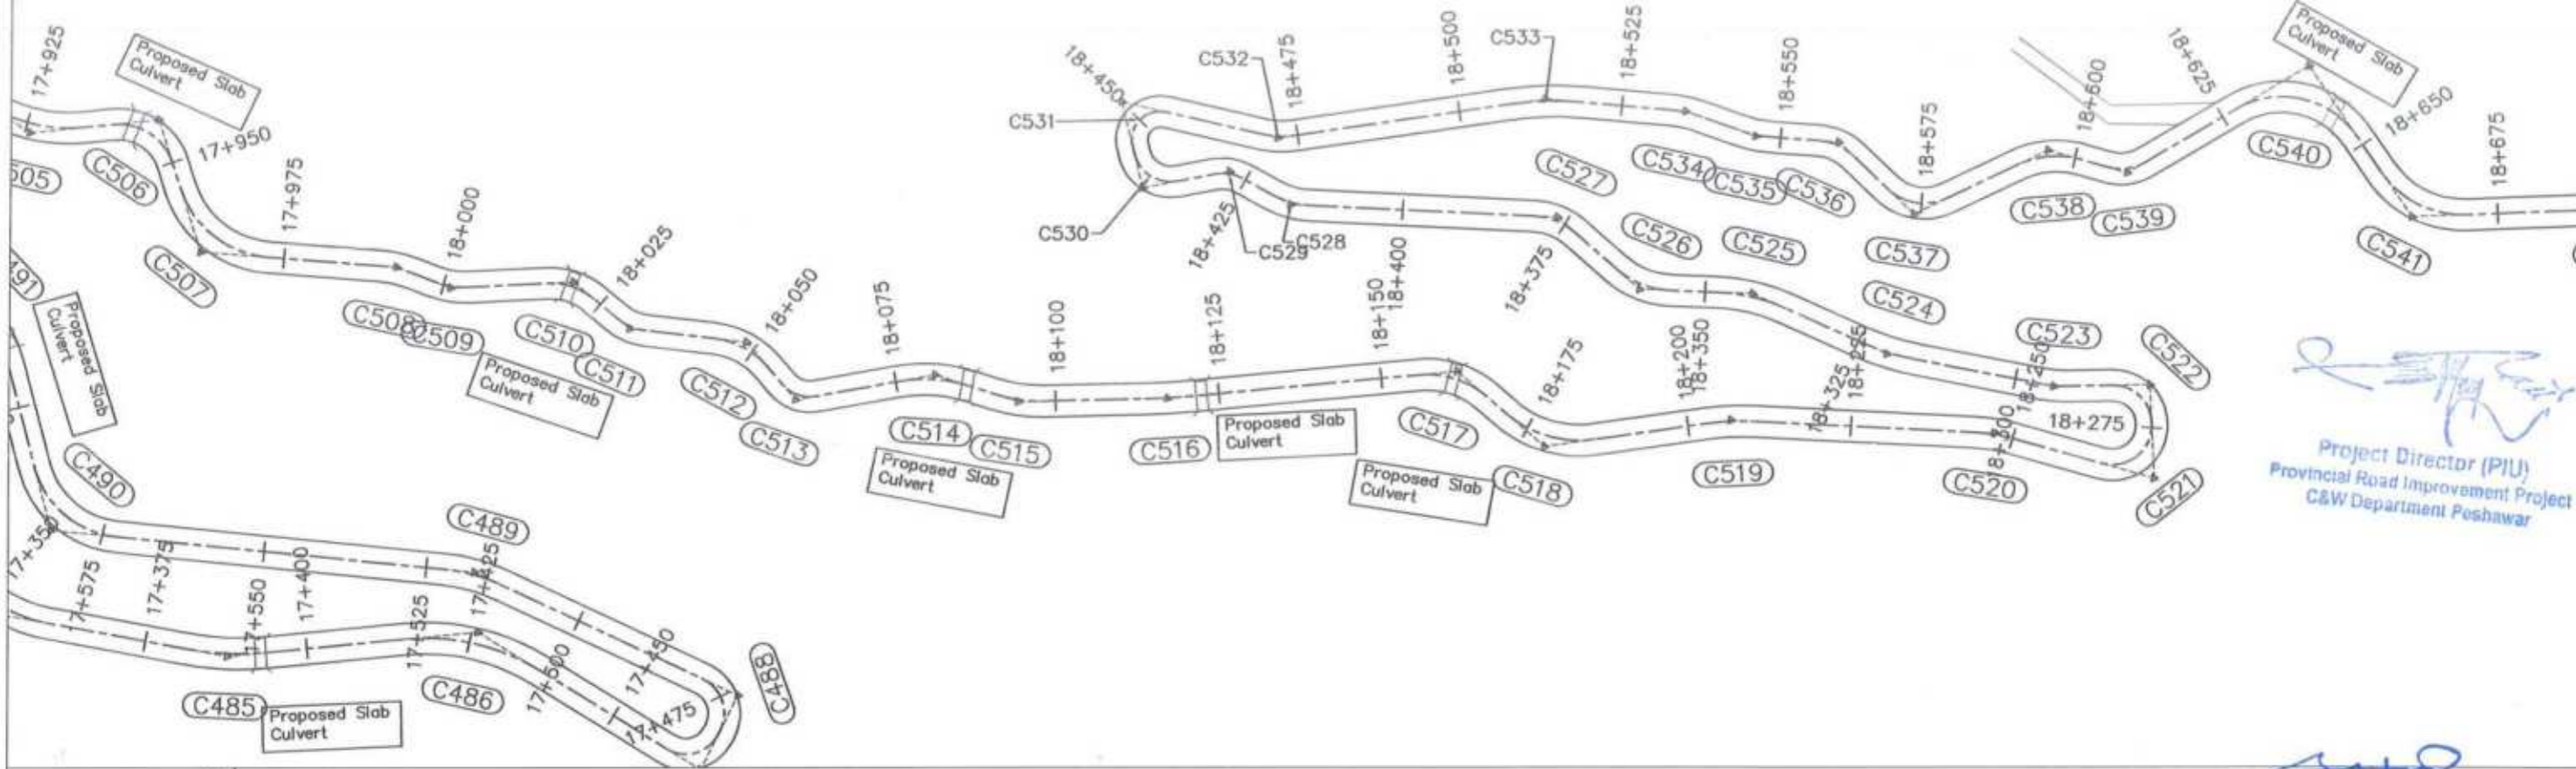 17+925
Proposed Slab
Culvert
17+950
505
C506
C507
17+975
18+000
C508
C509
C510
C511
Proposed Slab
Culvert
18+025
18+050
C512
C513
18+075
C514
C515
Proposed Slab
Culvert
18+100
18+125
C516
Proposed Slab
Culvert
18+150
18+400
C517
Proposed Slab
Culvert
C518
18+175
18+200
18+350
C519
18+325
18+225
C520
18+300
18+250
18+275
C521
C522
C523
C524
C525
C526
C527
18+375
C528
C529
18+425
C530
C531
18+450
C532
18+475
18+500
C533
18+525
18+550
C534
C535
C536
18+575
C537
C538
C539
18+600
18+625
Proposed Slab
Culvert
C540
18+650
C541
18+675
491
Proposed Slab
Culvert
C490
C489
17+350
17+575
17+375
17+550
17+400
17+525
17+425
17+500
17+450
17+475
C488
C485
Proposed Slab
Culvert
C486
Project Director (PIU)
Provincial Road Improvement Project
C&W Department Peshawar